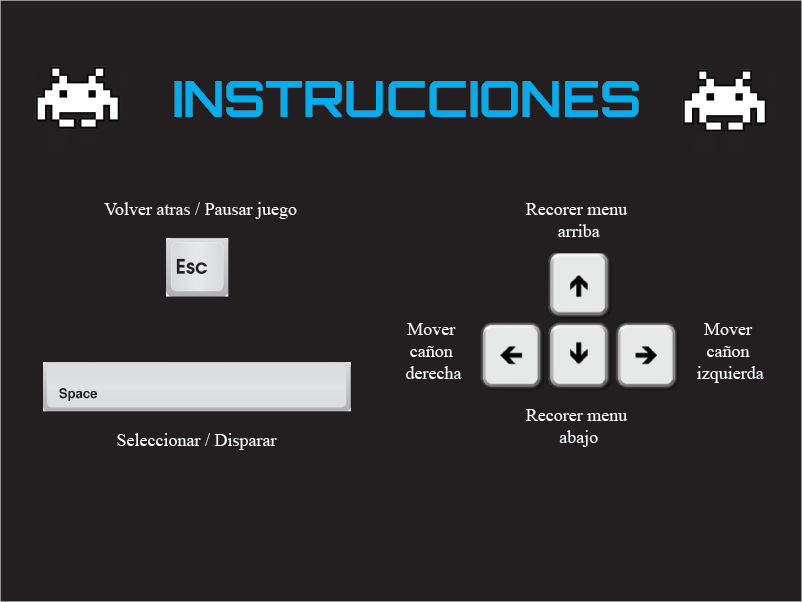 INSTRUCCIONES
Volver atras / Pausar juego
Esc
Space
Seleccionar / Disparar
Recorer menu
arriba
Mover
cañon
derecha
Mover
cañon
izquierda
Recorer menu
abajo